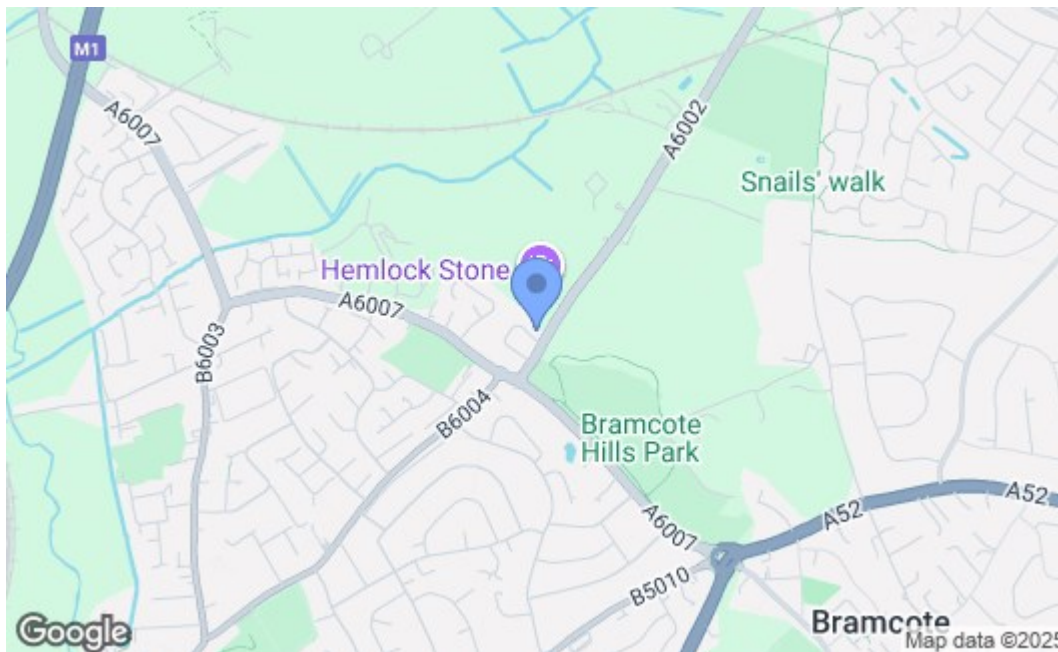 M1
A6007
A6002
Snails' walk
Hemlock Stone
A6007
B6003
B6004
Bramcote
Hills Park
A6007
A52
A52
B5010
Bramcote
Google
Map data ©2025